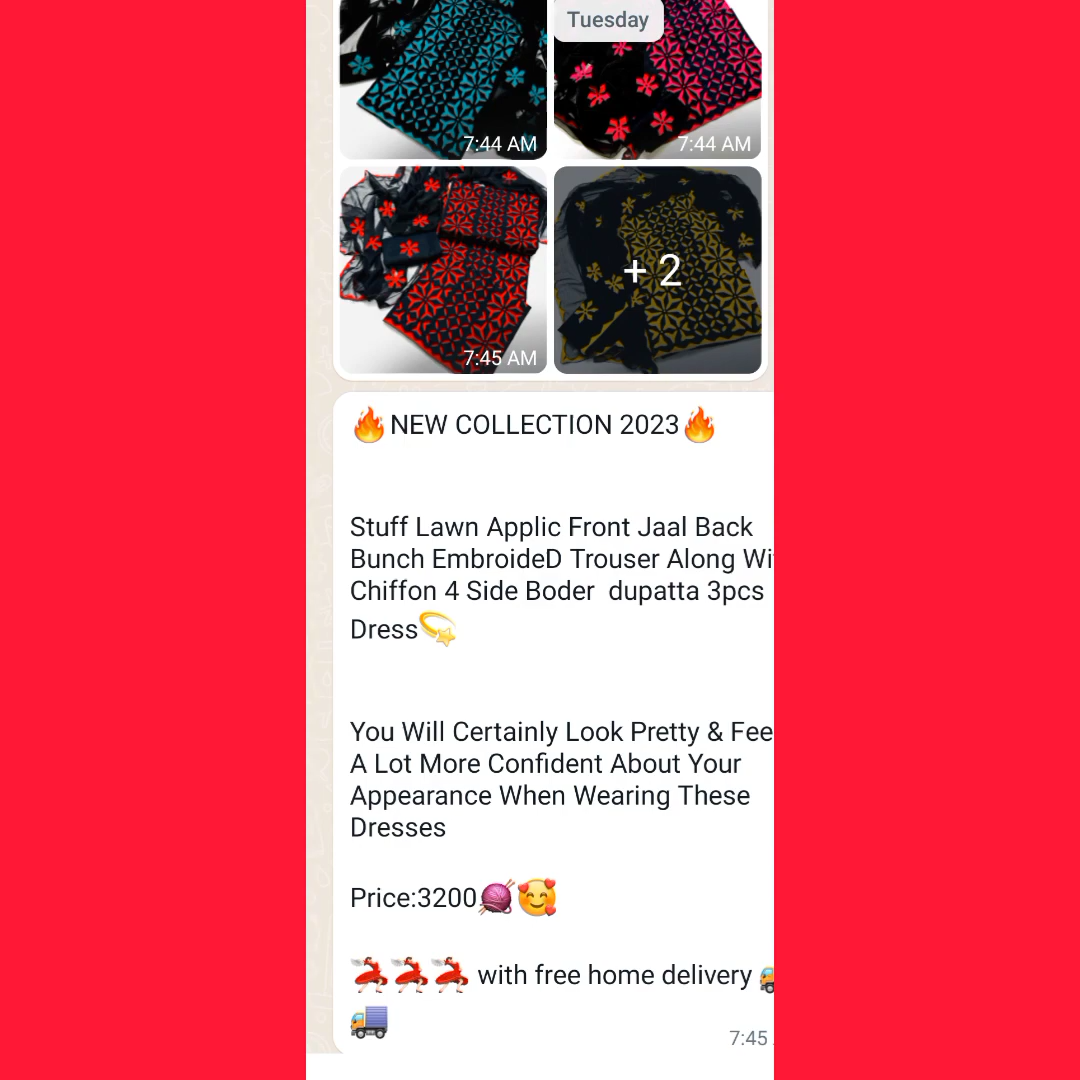 Tuesday
7:44 AM
7:44 AM
7:45 AM
+ 2
🔥NEW COLLECTION 2023🔥
Stuff Lawn Applic Front Jaal Back
Bunch EmbroideD Trouser Along
Chiffon 4 Side Boder dupatta 3pcs
Dress💫
You Will Certainly Look Pretty &
A Lot More Confident About Your
Appearance When Wearing These
Dresses
Price:3200🧶🥰
💃💃💃 with free home delivery 🚚
🚚
7:45